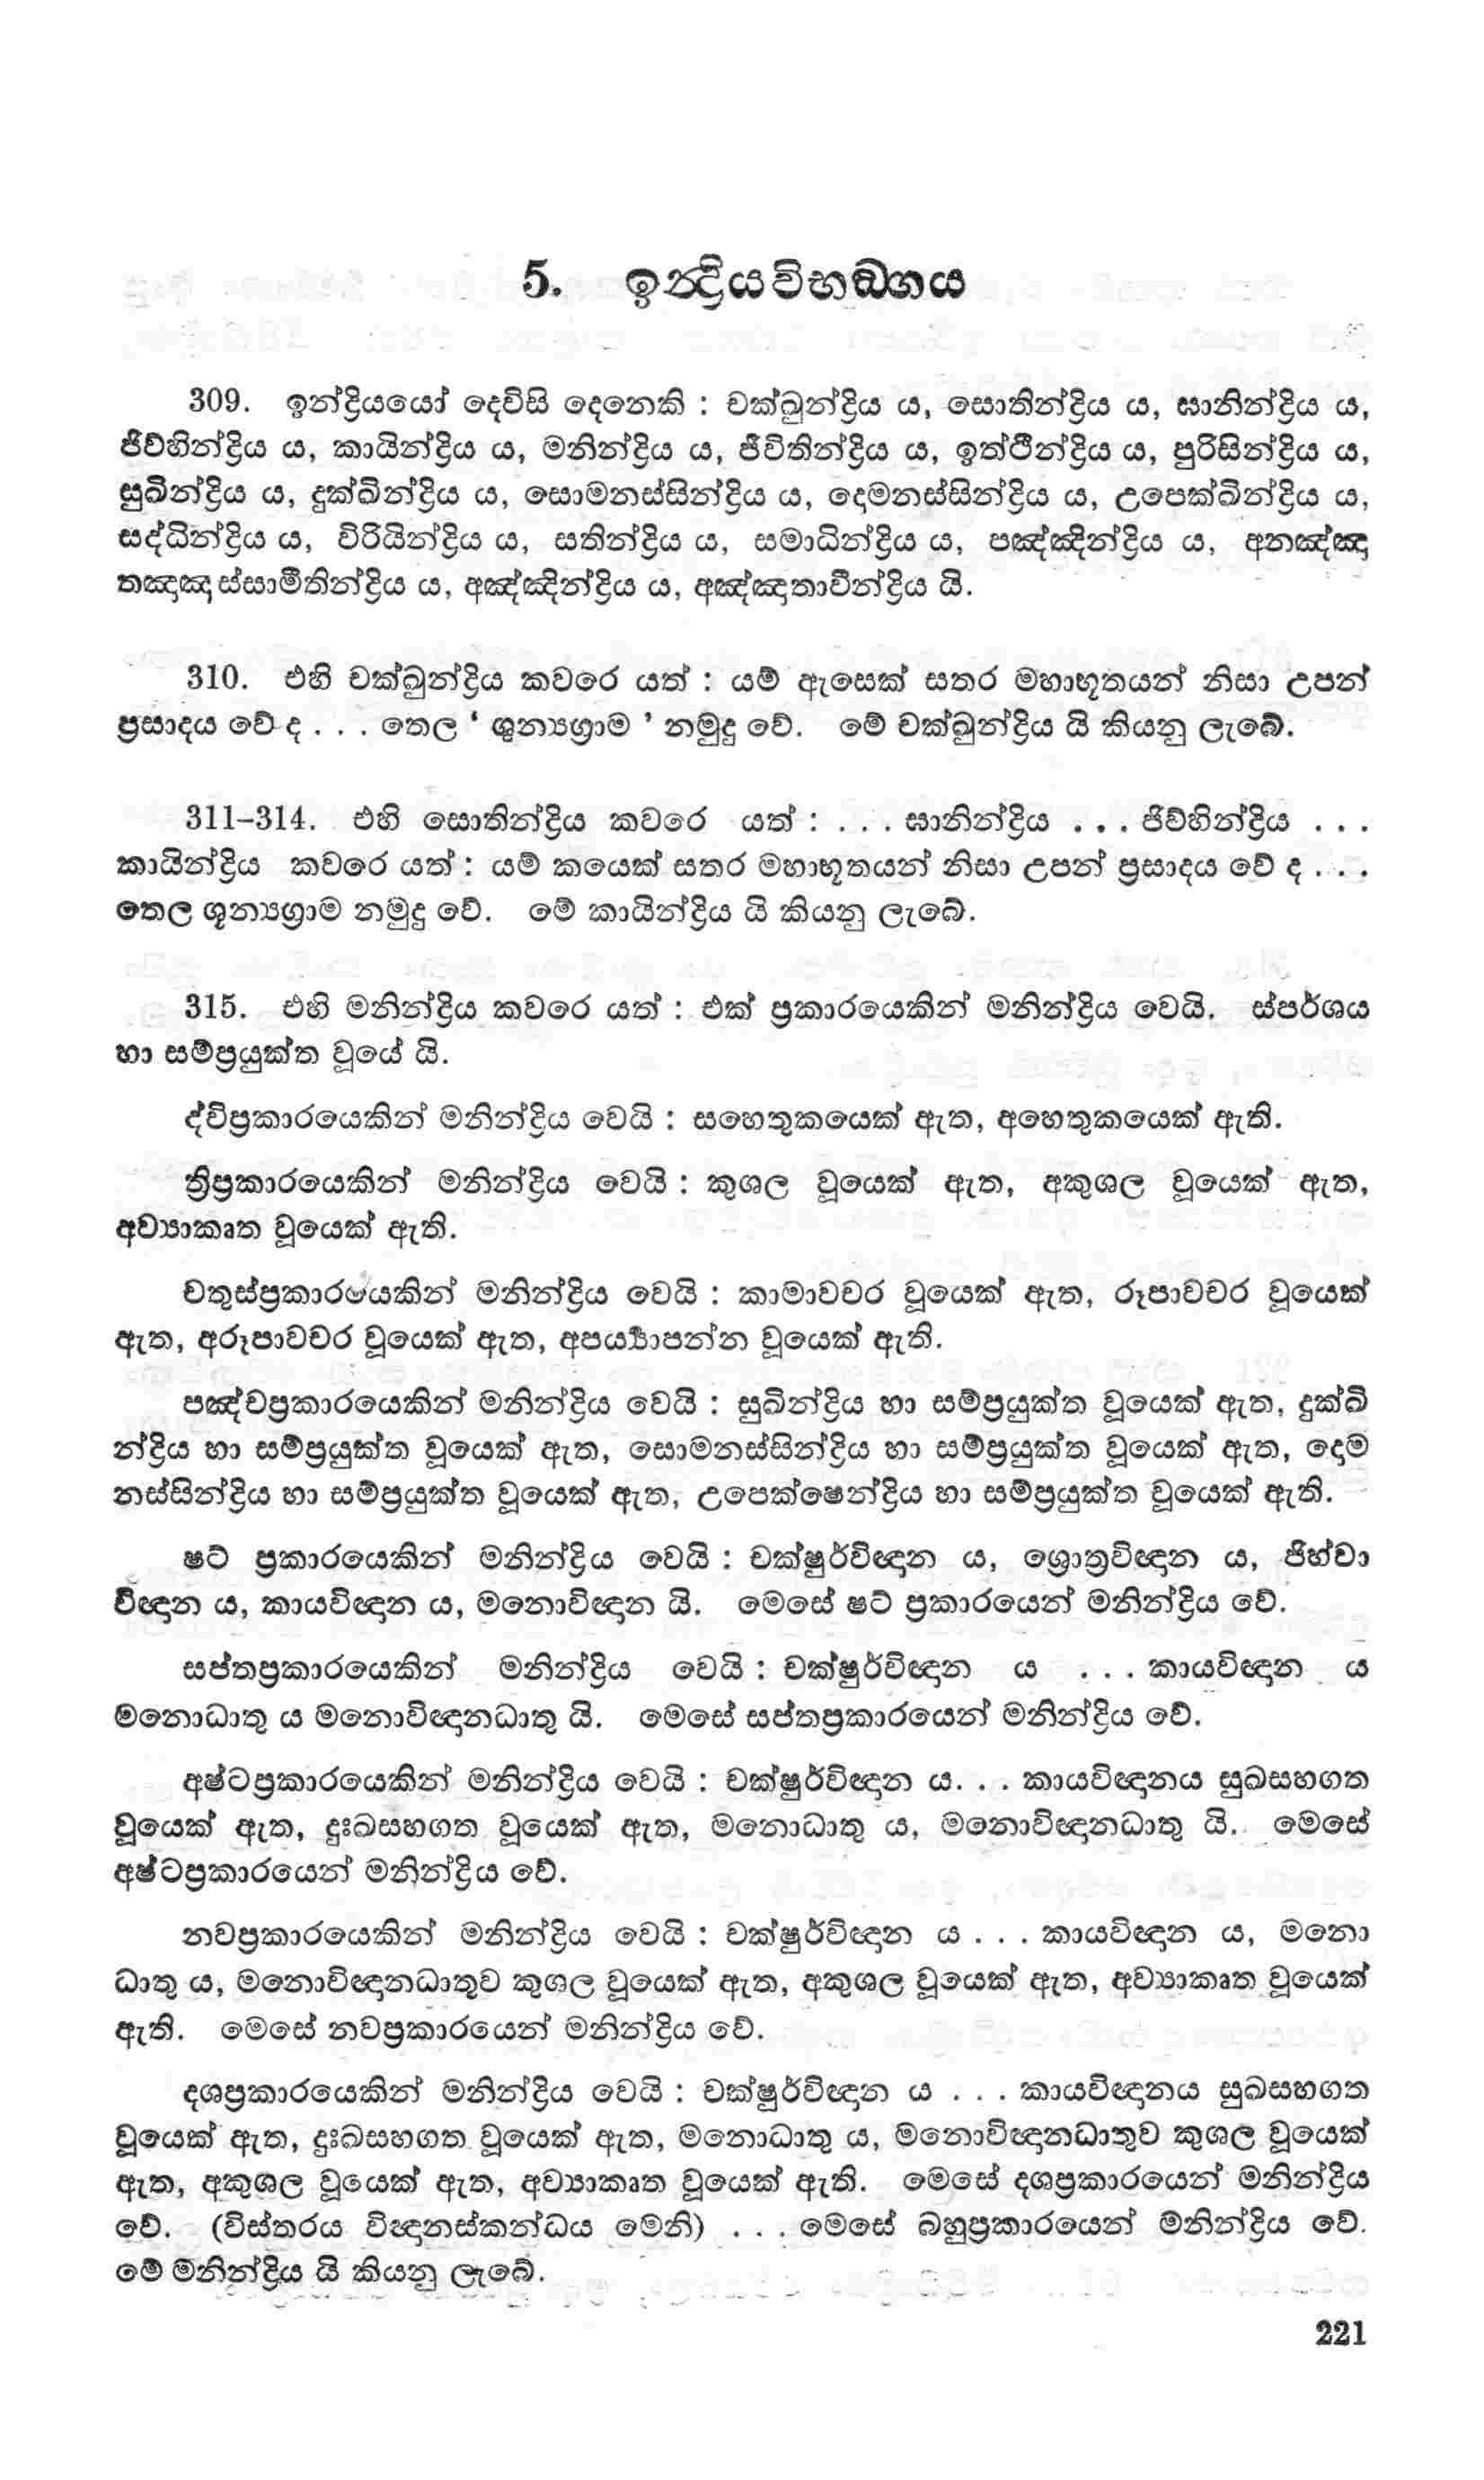 5. ඉන්‍ද්‍රියවිභඞ්ගය
309. ඉන්ද්‍රියයෝ දෙවිසි දෙනෙකි : චක්ඛුන්ද්‍රිය ය, සොතින්ද්‍රිය ය, ඝානින්ද්‍රිය ය,
ජිව්හින්ද්‍රිය ය, කායින්ද්‍රිය ය, මනින්ද්‍රිය ය, ජීවිතින්ද්‍රිය ය, ඉත්ථින්ද්‍රිය ය, පුරිසින්ද්‍රිය ය,
සුඛින්ද්‍රිය ය, දුක්ඛින්ද්‍රිය ය, සොමනස්සින්ද්‍රිය ය, දොමනස්සින්ද්‍රිය ය, උපෙක්ඛින්ද්‍රිය ය,
සද්ධින්ද්‍රිය ය, විරියින්ද්‍රිය ය, සතින්ද්‍රිය ය, සමාධින්ද්‍රිය ය, පඤ්ඤින්ද්‍රිය ය, අනඤ්ඤා
තඤ්ඤස්සාමීතින්ද්‍රිය ය, අඤ්ඤින්ද්‍රිය ය, අඤ්ඤාතාවීන්ද්‍රිය යි.
310. එහි චක්ඛුන්ද්‍රිය කවරෙ යත් : යම් ඇසෙක් සතර මහාභූතයන් නිසා උපන්
ප්‍රසාදය වේ ද . . . තෙල ‘ ශුන්‍යග්‍රාම ’ නමුදු වේ. මේ චක්ඛුන්ද්‍රිය යි කියනු ලැබේ.
311–314. එහි සොතින්ද්‍රිය කවරෙ යත් : . . . ඝානින්ද්‍රිය . . . ජිව්හින්ද්‍රිය . . .
කායින්ද්‍රිය කවරෙ යත් : යම් කයෙක් සතර මහාභූතයන් නිසා උපන් ප්‍රසාදය වේ ද . . .
තෙල ශූන්‍යග්‍රාම නමුදු වේ. මේ කායින්ද්‍රිය යි කියනු ලැබේ.
315. එහි මනින්ද්‍රිය කවරෙ යත් : එක් ප්‍රකාරයෙකින් මනින්ද්‍රිය වෙයි. ස්පර්ශය
හා සම්ප්‍රයුක්ත වූයේ යි.
ද්විප්‍රකාරයෙකින් මනින්ද්‍රිය වෙයි : සහෙතුකයෙක් ඇත, අහෙතුකයෙක් ඇති.
ත්‍රිප්‍රකාරයෙකින් මනින්ද්‍රිය වෙයි : කුශල වූයෙක් ඇත, අකුශල වූයෙක් ඇත,
අව්‍යාකෘත වූයෙක් ඇති.
චතුස්ප්‍රකාරයෙකින් මනින්ද්‍රිය වෙයි : කාමාවචර වූයෙක් ඇත, රූපාවචර වූයෙක්
ඇත, අරූපාවචර වූයෙක් ඇත, අපර්‍ය්‍යාපන්න වූයෙක් ඇති.
පඤ්චප්‍රකාරයෙකින් මනින්ද්‍රිය වෙයි : සුඛින්ද්‍රිය හා සම්ප්‍රයුක්ත වූයෙක් ඇත, දුක්ඛි
න්ද්‍රිය හා සම්ප්‍රයුක්ත වූයෙක් ඇත, සොමනස්සින්ද්‍රිය හා සම්ප්‍රයුක්ත වූයෙක් ඇත, දොම
නස්සින්ද්‍රිය හා සම්ප්‍රයුක්ත වූයෙක් ඇත, උපෙක්ෂෙන්ද්‍රිය හා සම්ප්‍රයුක්ත වූයෙක් ඇති.
ෂට් ප්‍රකාරයෙකින් මනින්ද්‍රිය වෙයි : චක්ෂුර්විඥාන ය, ශ්‍රොත්‍රවිඥාන ය, ජිහ්වා
විඥාන ය, කායවිඥාන ය, මනොවිඥාන යි. මෙසේ ෂට් ප්‍රකාරයෙන් මනින්ද්‍රිය වේ.
සප්තප්‍රකාරයෙකින් මනින්ද්‍රිය වෙයි : චක්ෂුර්විඥාන ය . . . කායවිඥාන ය
මනොධාතු ය මනොවිඥානධාතු යි. මෙසේ සප්තප්‍රකාරයෙන් මනින්ද්‍රිය වේ.
අෂ්ටප්‍රකාරයෙකින් මනින්ද්‍රිය වෙයි : චක්ෂුර්විඥාන ය. . . කායවිඥානය සුඛසහගත
වූයෙක් ඇත, දුඃඛසහගත වූයෙක් ඇත, මනොධාතු ය, මනොවිඥානධාතු යි. මෙසේ
අෂ්ටප්‍රකාරයෙන් මනින්ද්‍රිය වේ.
නවප්‍රකාරයෙකින් මනින්ද්‍රිය වෙයි : චක්ෂුර්විඥාන ය . . . කායවිඥාන ය, මනො
ධාතු ය, මනොවිඥානධාතුව කුශල වූයෙක් ඇත, අකුශල වූයෙක් ඇත, අව්‍යාකෘත වූයෙක්
ඇති. මෙසේ නවප්‍රකාරයෙන් මනින්ද්‍රිය වේ.
දශප්‍රකාරයෙකින් මනින්ද්‍රිය වෙයි : චක්ෂුර්විඥාන ය . . . කායවිඥානය සුඛසහගත
වූයෙක් ඇත, දුඃඛසහගත වූයෙක් ඇත, මනොධාතු ය, මනොවිඥානධාතුව කුශල වූයෙක්
ඇත, අකුශල වූයෙක් ඇත, අව්‍යාකෘත වූයෙක් ඇති. මෙසේ දශප්‍රකාරයෙන් මනින්ද්‍රිය
වේ. (විස්තරය විඥානස්කන්ධය මෙනි) . . . මෙසේ බහුප්‍රකාරයෙන් මනින්ද්‍රිය වේ.
මේ මනින්ද්‍රිය යි කියනු ලැබේ.
221